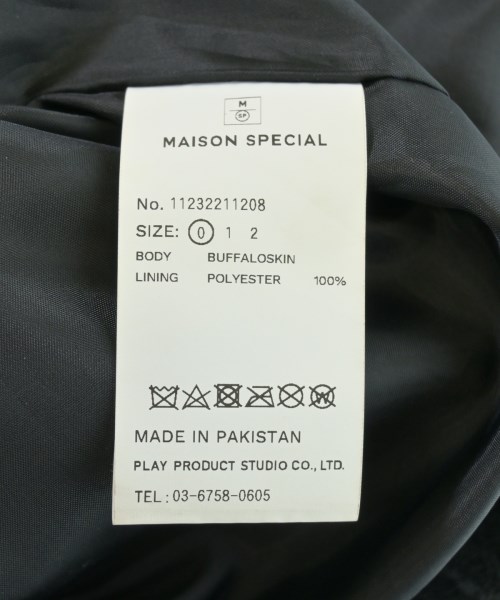 M
SP
MAISON SPECIAL
No. 11232211208
SIZE: 0 1 2
BODY BUFFALOSKIN
LINING POLYESTER 100%
W
MADE IN PAKISTAN
PLAY PRODUCT STUDIO CO., LTD.
TEL : 03-6758-0605